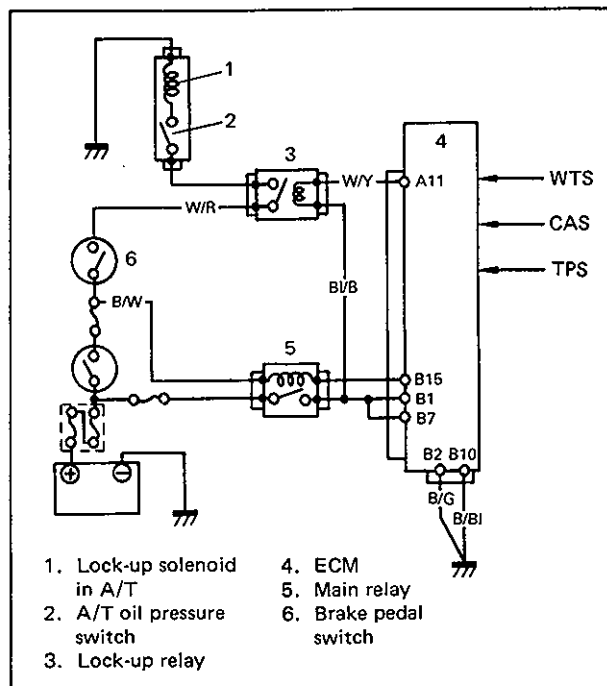 1
2
3
4
W/Y
A11
WTS
W/R
CAS
6
TPS
B/W
Bl/B
5
B15
B1
B7
+
−
B2 B10
B/G
B/Bl
1. Lock-up solenoid
in A/T
2. A/T oil pressure
switch
3. Lock-up relay
4. ECM
5. Main relay
6. Brake pedal
switch